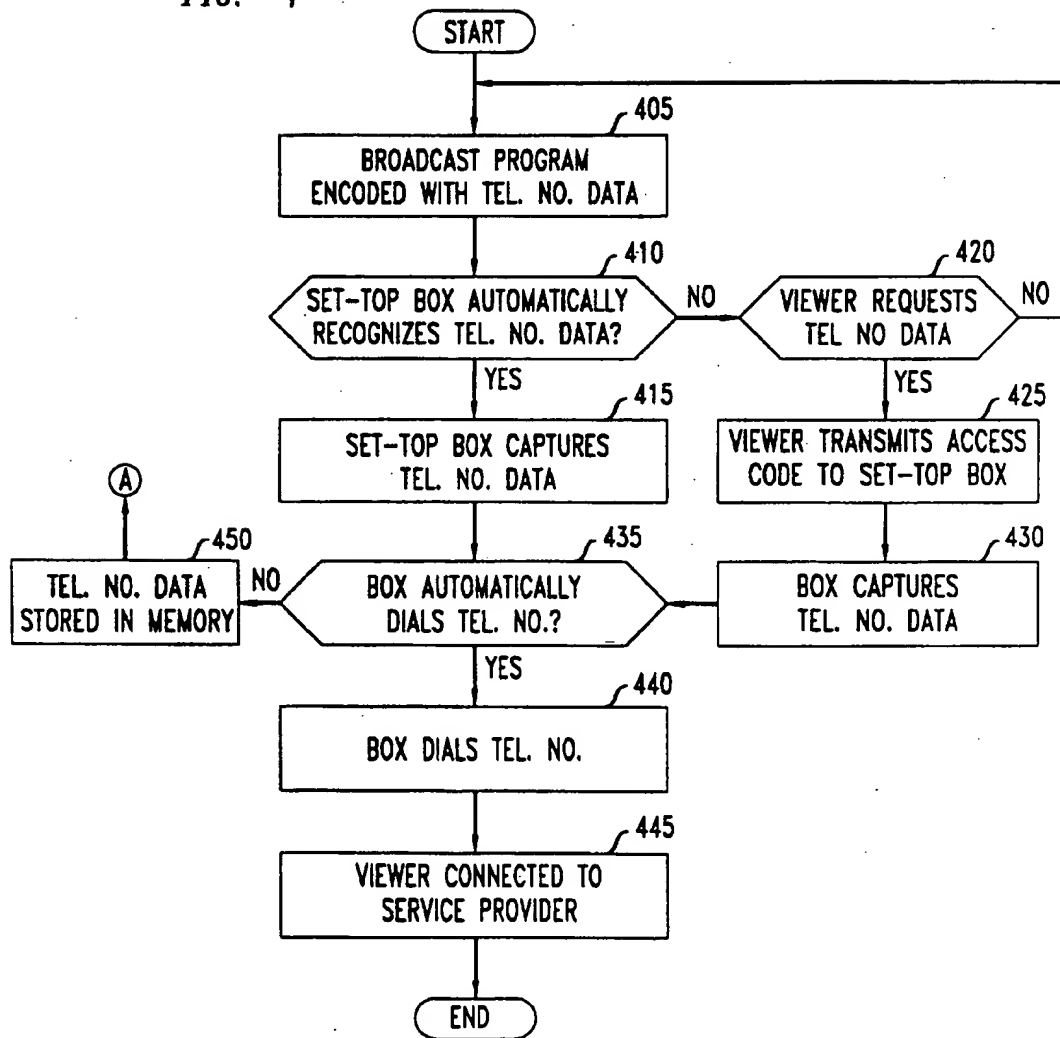 FIG.
START
405
BROADCAST PROGRAM
ENCODED WITH TEL. NO. DATA
410
SET-TOP BOX AUTOMATICALLY
RECOGNIZES TEL. NO. DATA?
NO
420
VIEWER REQUESTS
TEL NO DATA
NO
YES
YES
415
SET-TOP BOX CAPTURES
TEL. NO. DATA
425
VIEWER TRANSMITS ACCESS
CODE TO SET-TOP BOX
A
450
TEL. NO. DATA
STORED IN MEMORY
NO
435
BOX AUTOMATICALLY
DIALS TEL. NO.?
430
BOX CAPTURES
TEL. NO. DATA
YES
440
BOX DIALS TEL. NO.
445
VIEWER CONNECTED TO
SERVICE PROVIDER
END